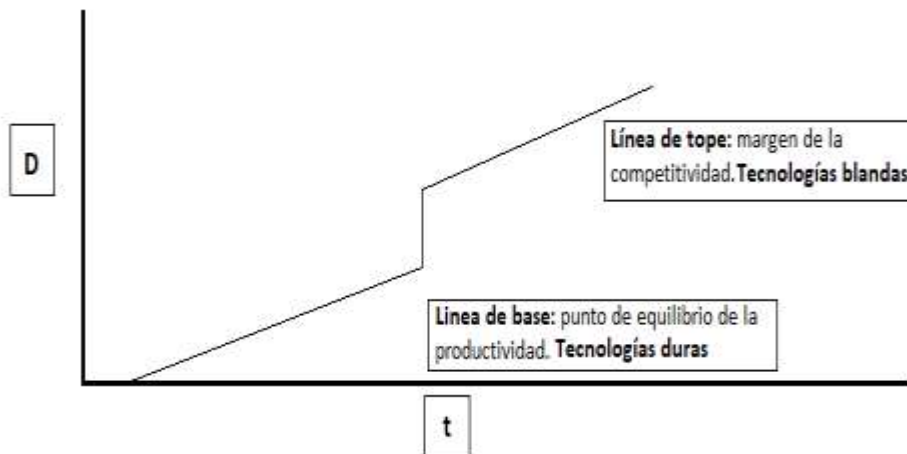 D
Línea de tope: margen de la
competitividad. Tecnologías blandas
Linea de base: punto de equilibrio de la
productividad. Tecnologías duras
t